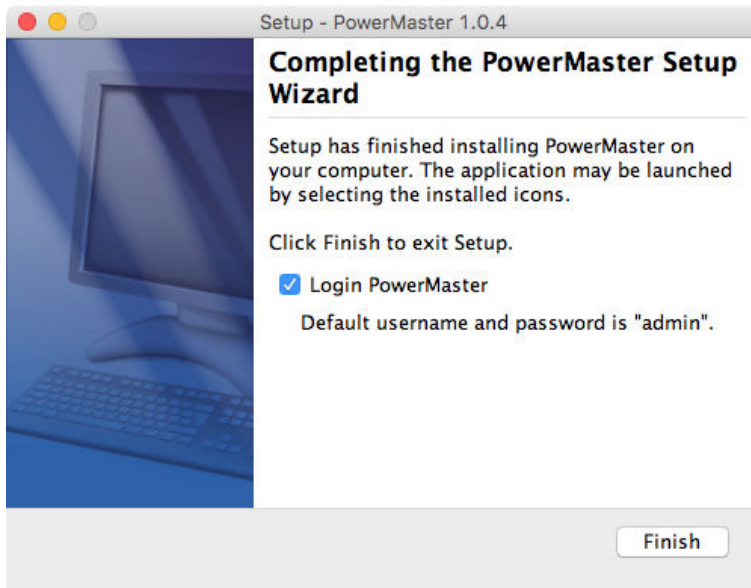 Setup - PowerMaster 1.0.4
Completing the PowerMaster Setup
Wizard
Setup has finished installing PowerMaster on
your computer. The application may be launched
by selecting the installed icons.
Click Finish to exit Setup.
Login PowerMaster
Default username and password is "admin".
Finish